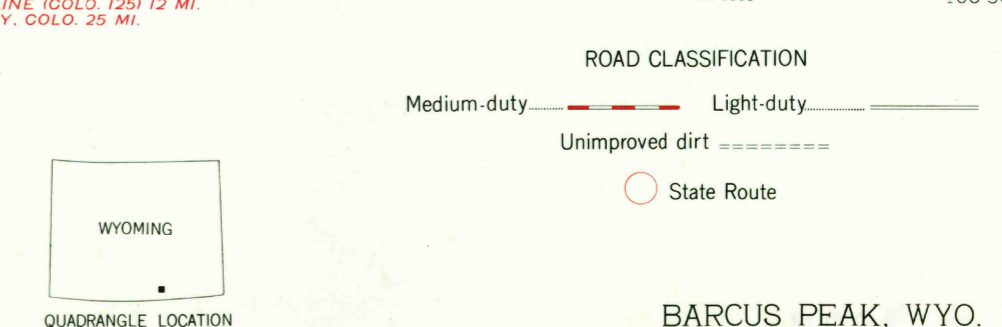 INE (COLO. 125) 12 MI.
Y, COLO. 25 MI.
ROAD CLASSIFICATION
Medium-duty Light-duty
Unimproved dirt
State Route
WYOMING
QUADRANGLE LOCATION
BARCUS PEAK, WYO.